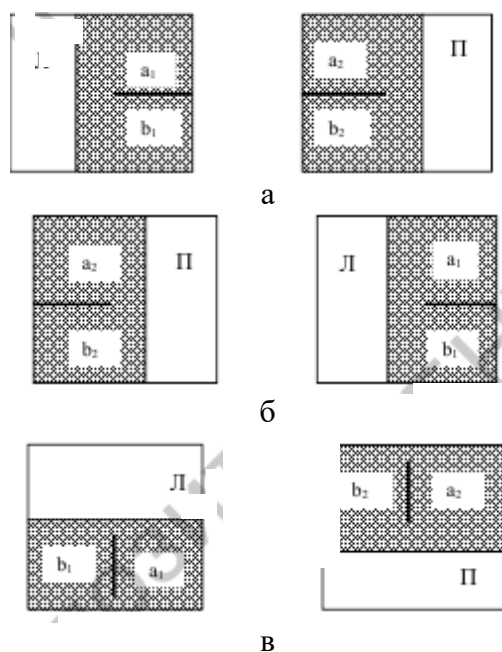 a₁ a₂ П
b₁ b₂
а
a₂ П Л a₁
b₂ b₁
б
Л b₂ a₂
b₁ a₁ П
в